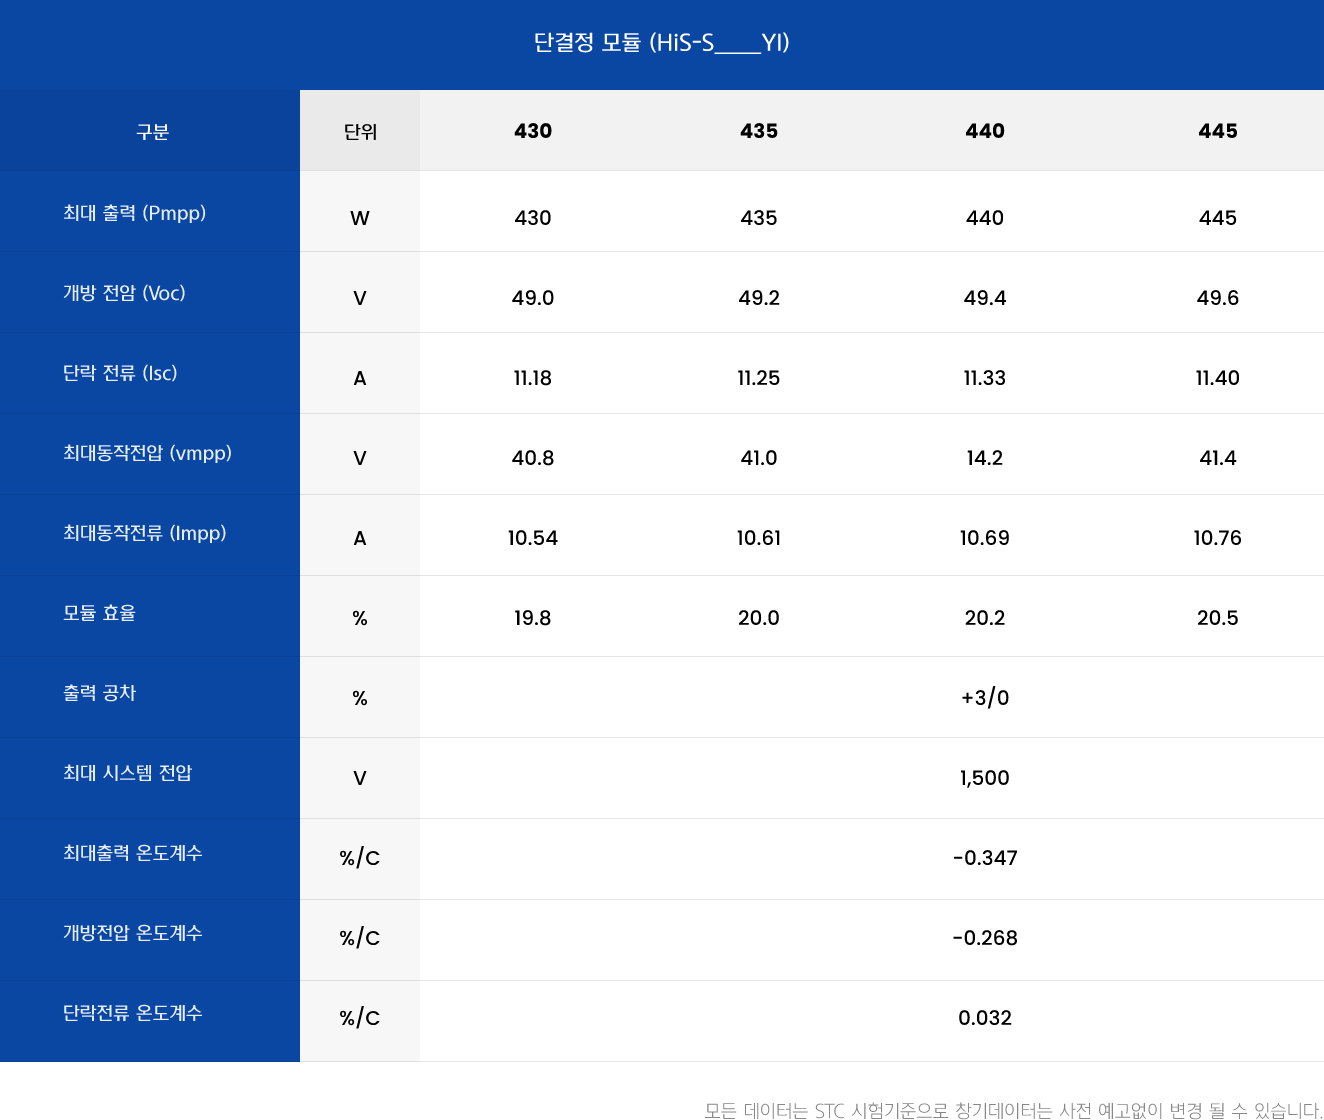 단결정 모듈 (HiS-S____YI)
구분 단위 430 435 440 445
최대 출력 (Pmpp) W 430 435 440 445
개방 전암 (Voc) V 49.0 49.2 49.4 49.6
단락 전류 (Isc) A 11.18 11.25 11.33 11.40
최대동작전압 (vmpp) V 40.8 41.0 14.2 41.4
최대동작전류 (Impp) A 10.54 10.61 10.69 10.76
모듈 효율 % 19.8 20.0 20.2 20.5
출력 공차 % +3/0
최대 시스템 전압 V 1,500
최대출력 온도계수 %/C -0.347
개방전압 온도계수 %/C -0.268
단락전류 온도계수 %/C 0.032
모든 데이터는 STC 시험기준으로 창기데이터는 사전 예고없이 변경 될 수 있습니다.